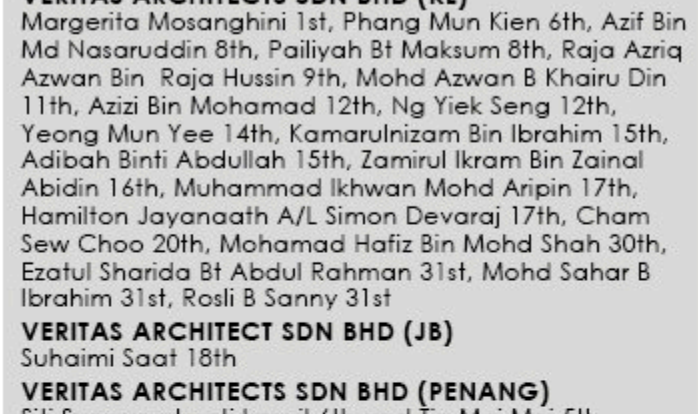 VERITAS ARCHITECTS SDN BHD (KL)
Margerita Mosanghini 1st, Phang Mun Kien 6th, Azif Bin
Md Nasaruddin 8th, Pailiyah Bt Maksum 8th, Raja Azriq
Azwan Bin  Raja Hussin 9th, Mohd Azwan B Khairu Din
11th, Azizi Bin Mohamad 12th, Ng Yiek Seng 12th,
Yeong Mun Yee 14th, Kamarulnizam Bin Ibrahim 15th,
Adibah Binti Abdullah 15th, Zamirul Ikram Bin Zainal
Abidin 16th, Muhammad Ikhwan Mohd Aripin 17th,
Hamilton Jayanaath A/L Simon Devaraj 17th, Cham
Sew Choo 20th, Mohamad Hafiz Bin Mohd Shah 30th,
Ezatul Sharida Bt Abdul Rahman 31st, Mohd Sahar B
Ibrahim 31st, Rosli B Sanny 31st
VERITAS ARCHITECT SDN BHD (JB)
Suhaimi Saat 18th
VERITAS ARCHITECTS SDN BHD (PENANG)